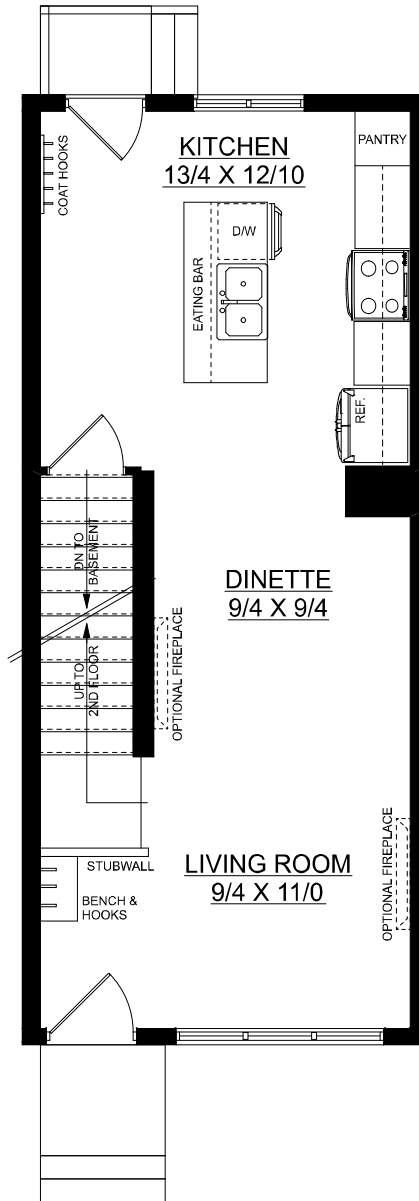 COAT HOOKS
KITCHEN
13/4 X 12/10
PANTRY
D/W
EATING BAR
REF.
DN TO
BASEMENT
DINETTE
9/4 X 9/4
OPTIONAL FIREPLACE
UP TO
2ND FLOOR
LIVING ROOM
9/4 X 11/0
OPTIONAL FIREPLACE
STUBWALL
BENCH &
HOOKS